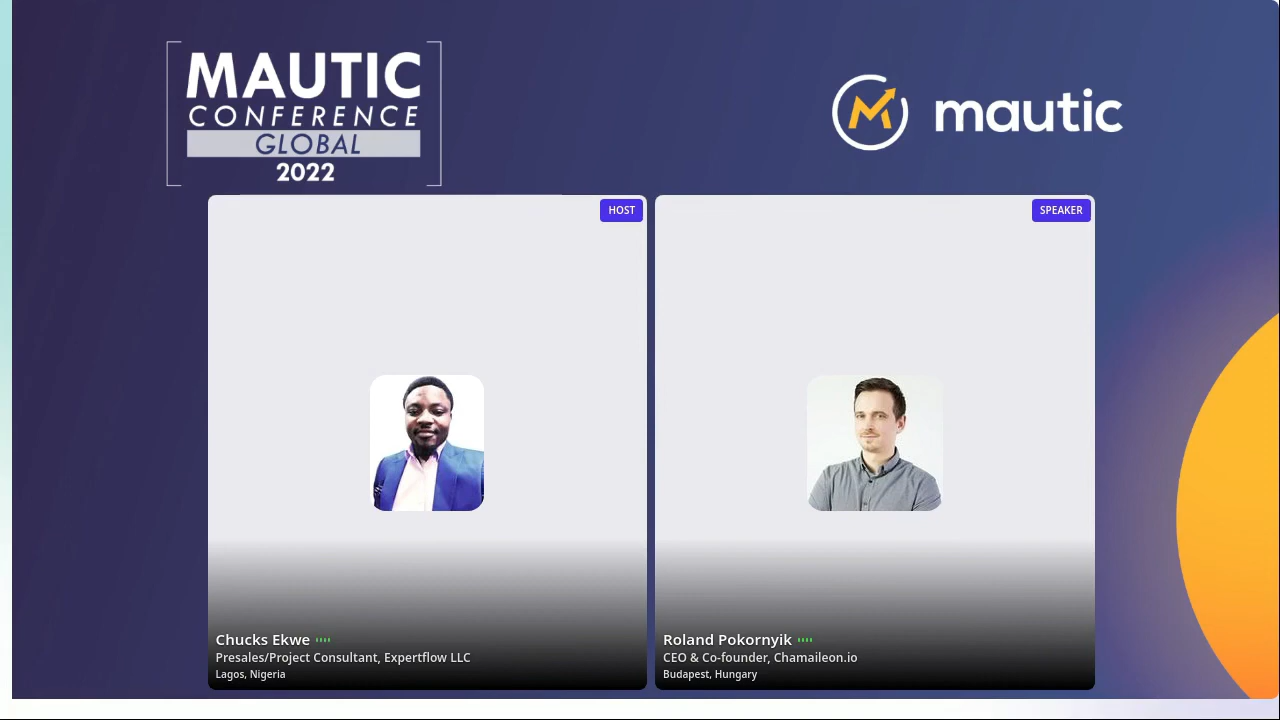 MAUTIC
CONFERENCE
GLOBAL
2022
mautic
HOST
SPEAKER
Chucks Ekwe
Presales/Project Consultant, Expertflow LLC
Lagos, Nigeria
Roland Pokornyik
CEO & Co-founder, Chamaileon.io
Budapest, Hungary